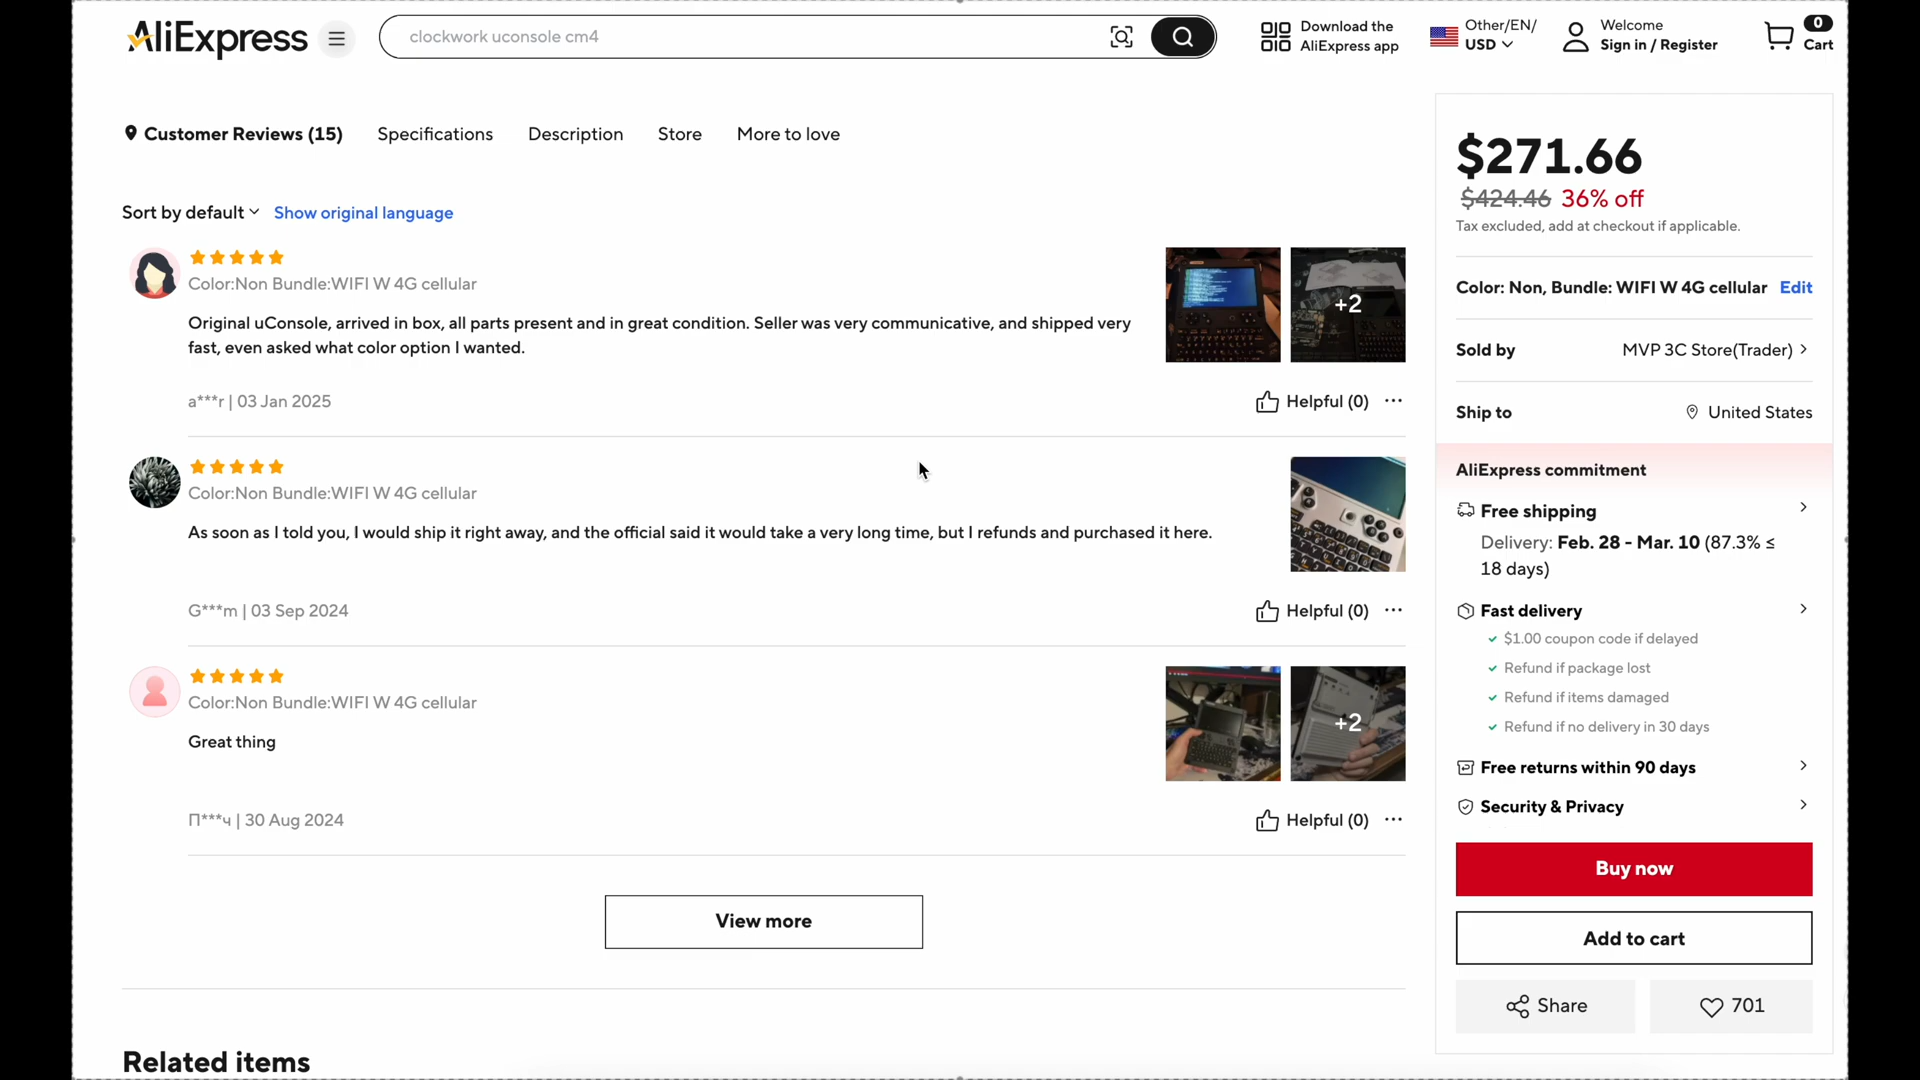 AliExpress
clockwork uconsole cm4
Download the
AliExpress app
Other/EN/
USD
Welcome
Sign in / Register
0
Cart
Customer Reviews (15)
Specifications
Description
Store
More to love
Sort by default
Show original language
Color:Non Bundle:WIFI W 4G cellular
Original uConsole, arrived in box, all parts present and in great condition. Seller was very communicative, and shipped very
fast, even asked what color option I wanted.
+2
a***r | 03 Jan 2025
Helpful (0)
Color:Non Bundle:WIFI W 4G cellular
As soon as I told you, I would ship it right away, and the official said it would take a very long time, but I refunds and purchased it here.
G***m | 03 Sep 2024
Helpful (0)
Color:Non Bundle:WIFI W 4G cellular
Great thing
+2
П***ч | 30 Aug 2024
Helpful (0)
View more
Related items
$271.66
$424.46 36% off
Tax excluded, add at checkout if applicable.
Color: Non, Bundle: WIFI W 4G cellular Edit
Sold by MVP 3C Store(Trader)
Ship to United States
AliExpress commitment
Free shipping
Delivery: Feb. 28 - Mar. 10 (87.3% ≤
18 days)
Fast delivery
$1.00 coupon code if delayed
Refund if package lost
Refund if items damaged
Refund if no delivery in 30 days
Free returns within 90 days
Security & Privacy
Buy now
Add to cart
Share
701